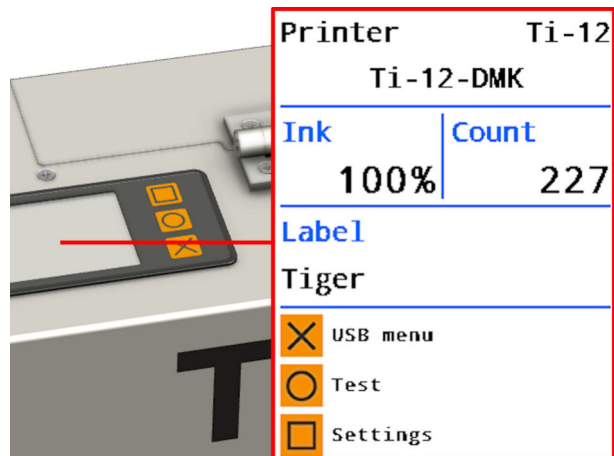 Printer Ti-12
Ti-12-DMK
Ink Count
100% 227
Label
Tiger
USB menu
Test
Settings
T